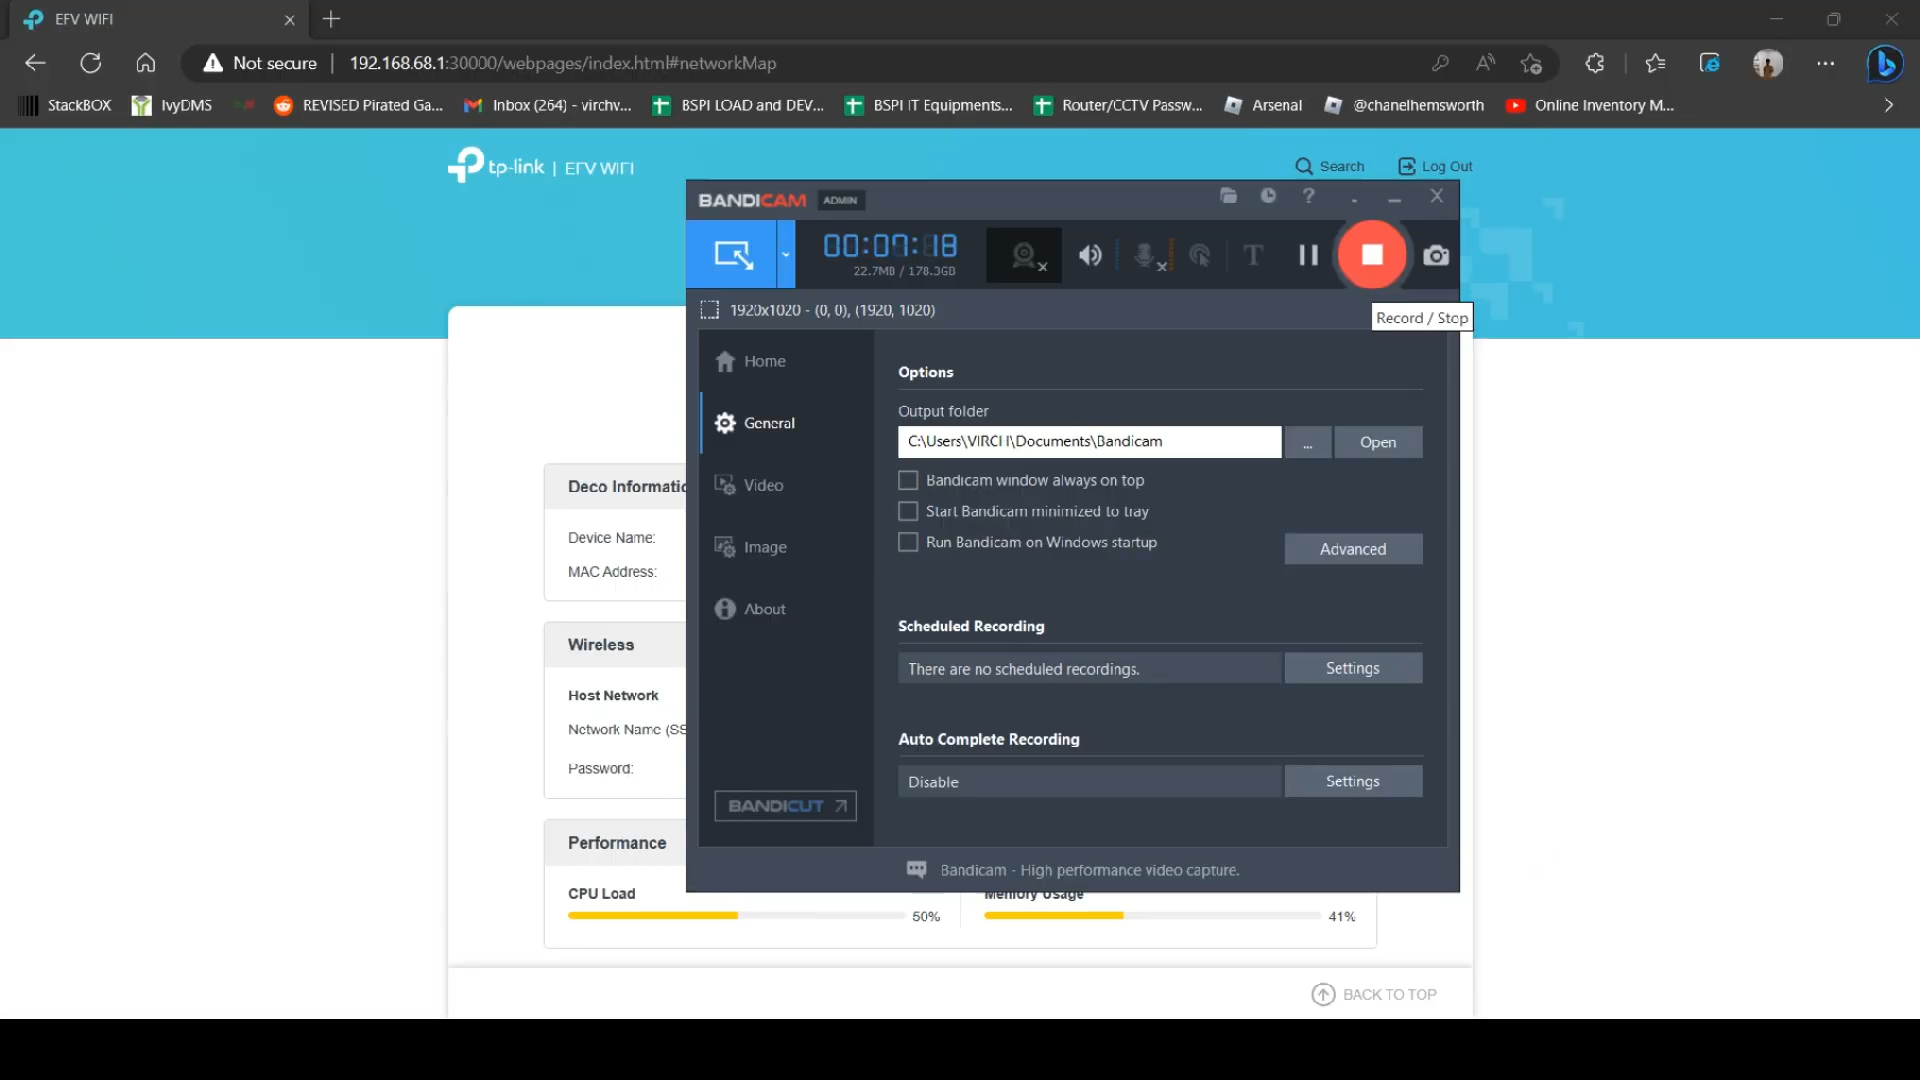 EFV WIFI
Not secure
192.168.68.1:30000/webpages/index.html#networkMap
StackBOX
IvyDMS
REVISED Pirated Ga...
Inbox (264) - virchw...
BSPI LOAD and DEV...
BSPI IT Equipments...
Router/CCTV Passw...
Arsenal
@chanelhemsworth
Online Inventory M...
tp-link | EFV WIFI
Search
Log Out
BANDICAM
ADMIN
00:07:18
22.7MB / 178.3GB
1920x1020 - (0, 0), (1920, 1020)
Record / Stop
Home
General
Video
Image
About
BANDICUT
Options
Output folder
C:\Users\VIRCH\Documents\Bandicam
...
Open
Bandicam window always on top
Start Bandicam minimized to tray
Run Bandicam on Windows startup
Advanced
Scheduled Recording
There are no scheduled recordings.
Settings
Auto Complete Recording
Disable
Settings
Bandicam - High performance video capture.
Deco Informatio
Device Name:
MAC Address:
Wireless
Host Network
Network Name (SS
Password:
Performance
CPU Load
50%
Memory Usage
41%
BACK TO TOP